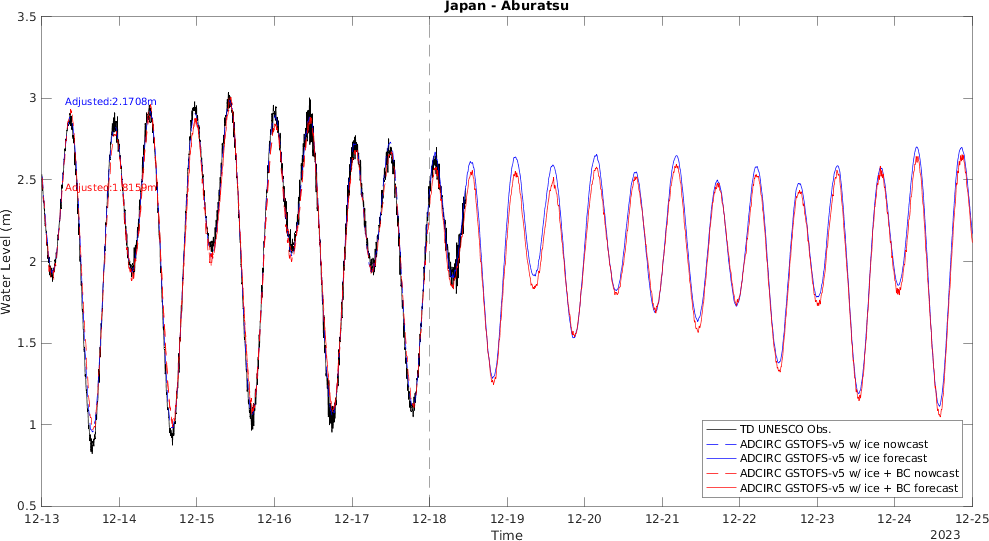 Japan - Aburatsu
3.5
3
2.5
2
1.5
1
0.5
Water Level (m)
Adjusted:2.1708m
Adjusted:1.8159m
TD UNESCO Obs.
ADCIRC GSTOFS-v5 w/ ice nowcast
ADCIRC GSTOFS-v5 w/ ice forecast
ADCIRC GSTOFS-v5 w/ ice + BC nowcast
ADCIRC GSTOFS-v5 w/ ice + BC forecast
12-13 12-14 12-15 12-16 12-17 12-18 12-19 12-20 12-21 12-22 12-23 12-24 12-25
Time
2023